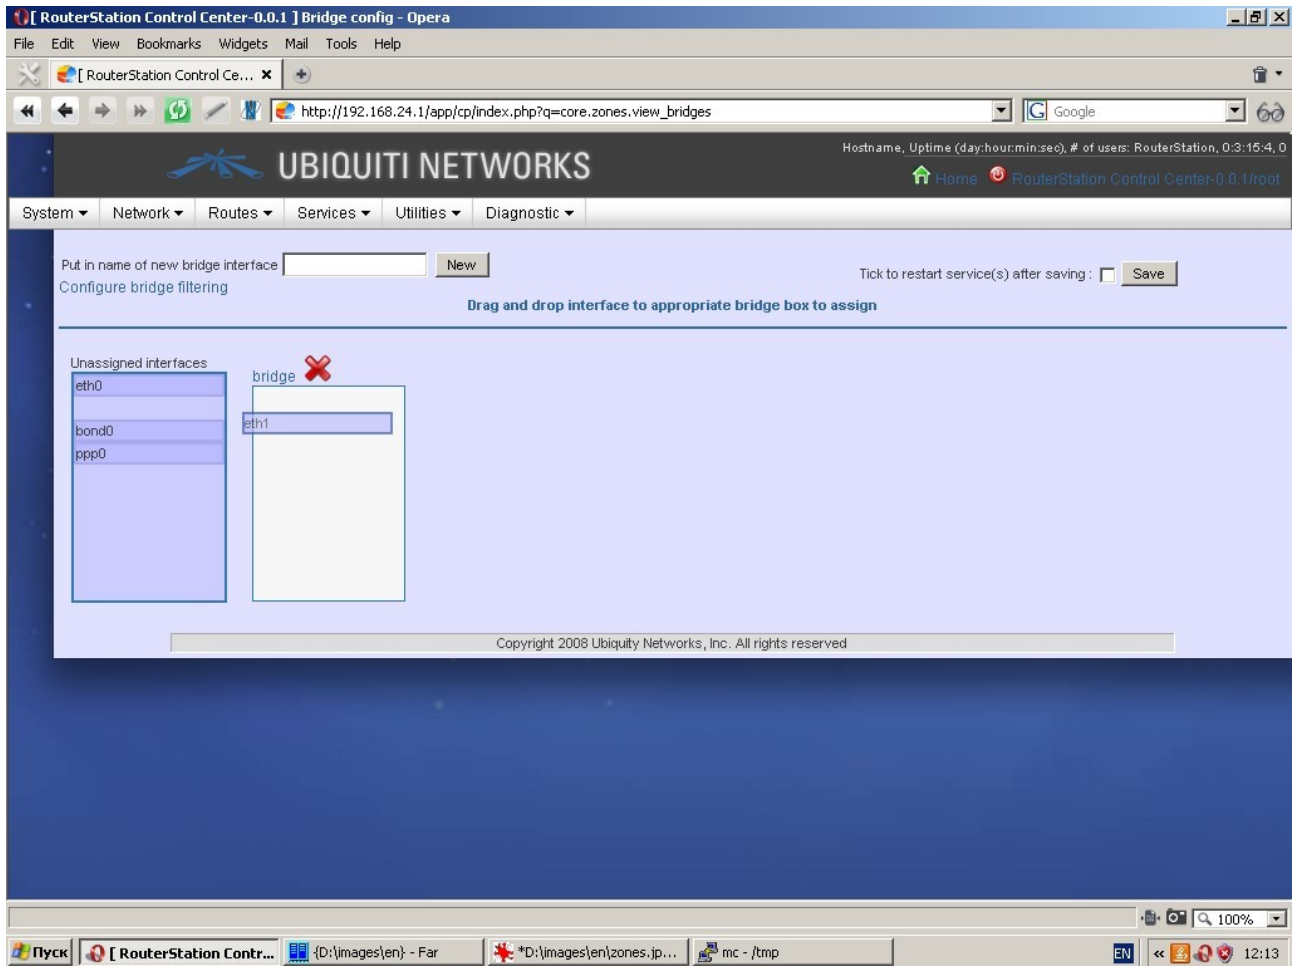 [ RouterStation Control Center-0.0.1 ] Bridge config - Opera
File Edit View Bookmarks Widgets Mail Tools Help
[ RouterStation Control Ce...
http://192.168.24.1/app/cp/index.php?q=core.zones.view_bridges
Google
UBIQUITI NETWORKS
Hostname, Uptime (day:hour:min:sec), # of users: RouterStation, 0:3:15:4, 0
Home RouterStation Control Center-0.0.1/root
System Network Routes Services Utilities Diagnostic
Put in name of new bridge interface New
Tick to restart service(s) after saving : Save
Configure bridge filtering
Drag and drop interface to appropriate bridge box to assign
Unassigned interfaces
bridge
eth0
eth1
bond0
ppp0
Copyright 2008 Ubiquity Networks, Inc. All rights reserved
100%
Пуск
[ RouterStation Contr...
{D:\images\en} - Far
*D:\images\en\zones.jp...
mc - /tmp
EN
«
12:13